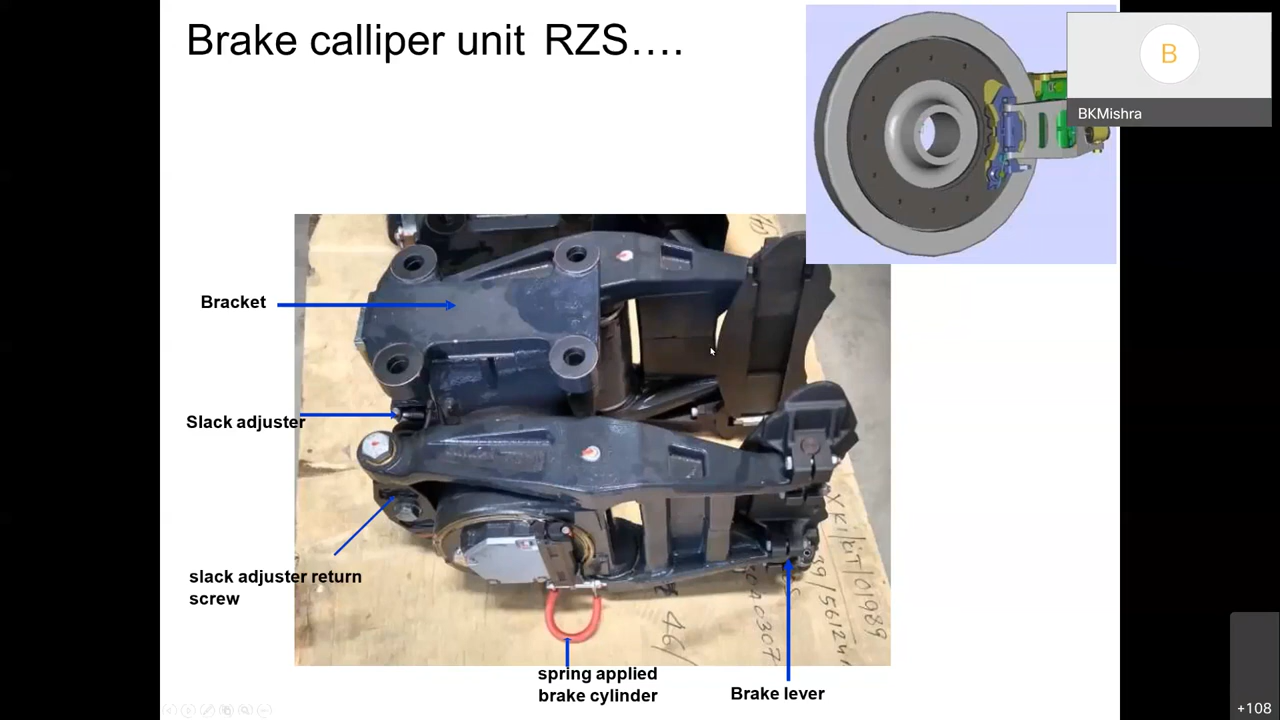 Brake calliper unit RZS....
B
BKMishra
Bracket
Slack adjuster
slack adjuster return
screw
spring applied
brake cylinder
Brake lever
46
+108